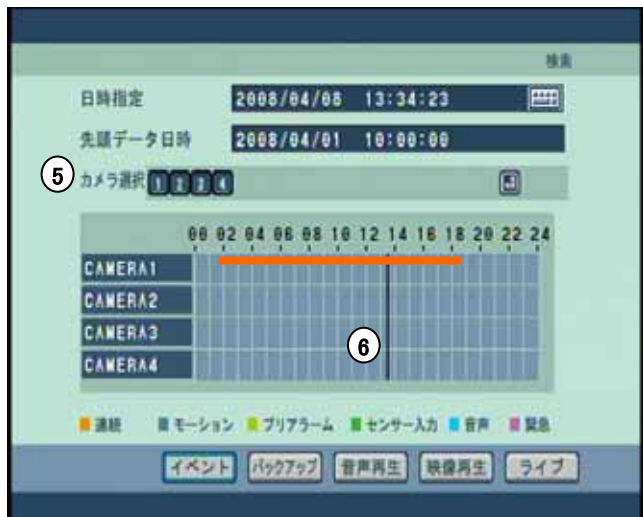 検索
日時指定 2008/04/08 13:34:23
先頭データ日時 2008/04/01 10:00:00
⑤ カメラ選択 1 2 3 4
00 02 04 06 08 10 12 14 16 18 20 22 24
CAMERA1
CAMERA2
CAMERA3
⑥
CAMERA4
連続 モーション プリアラーム センサー入力 音声 緊急
イベント バックアップ 音声再生 映像再生 ライブ